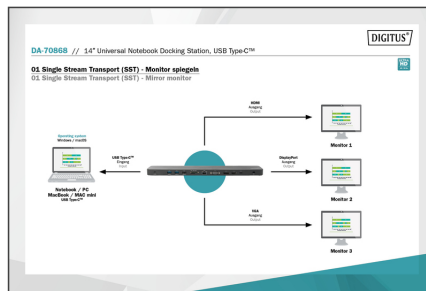 DIGITUS®
DA-70868 // 14" Universal Notebook Docking Station, USB Type-C™
01 Single Stream Transport (SST) - Monitor spiegeln
01 Single Stream Transport (SST) - Mirror monitor
HDMI
Ausgang
Output
Monitor 1
Operating system
Windows / macOS
USB Type-C™
Eingang
Input
DisplayPort
Ausgang
Output
Notebook / PC
MacBook / MAC mini
USB Type-C™
Monitor 2
VGA
Ausgang
Output
Monitor 3